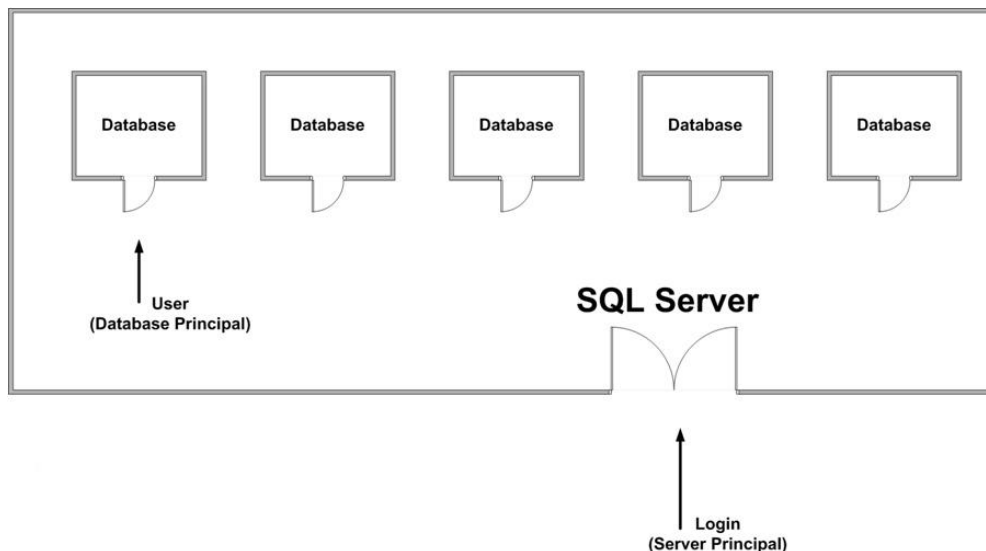 Database
Database
Database
Database
Database
User
(Database Principal)
SQL Server
Login
(Server Principal)